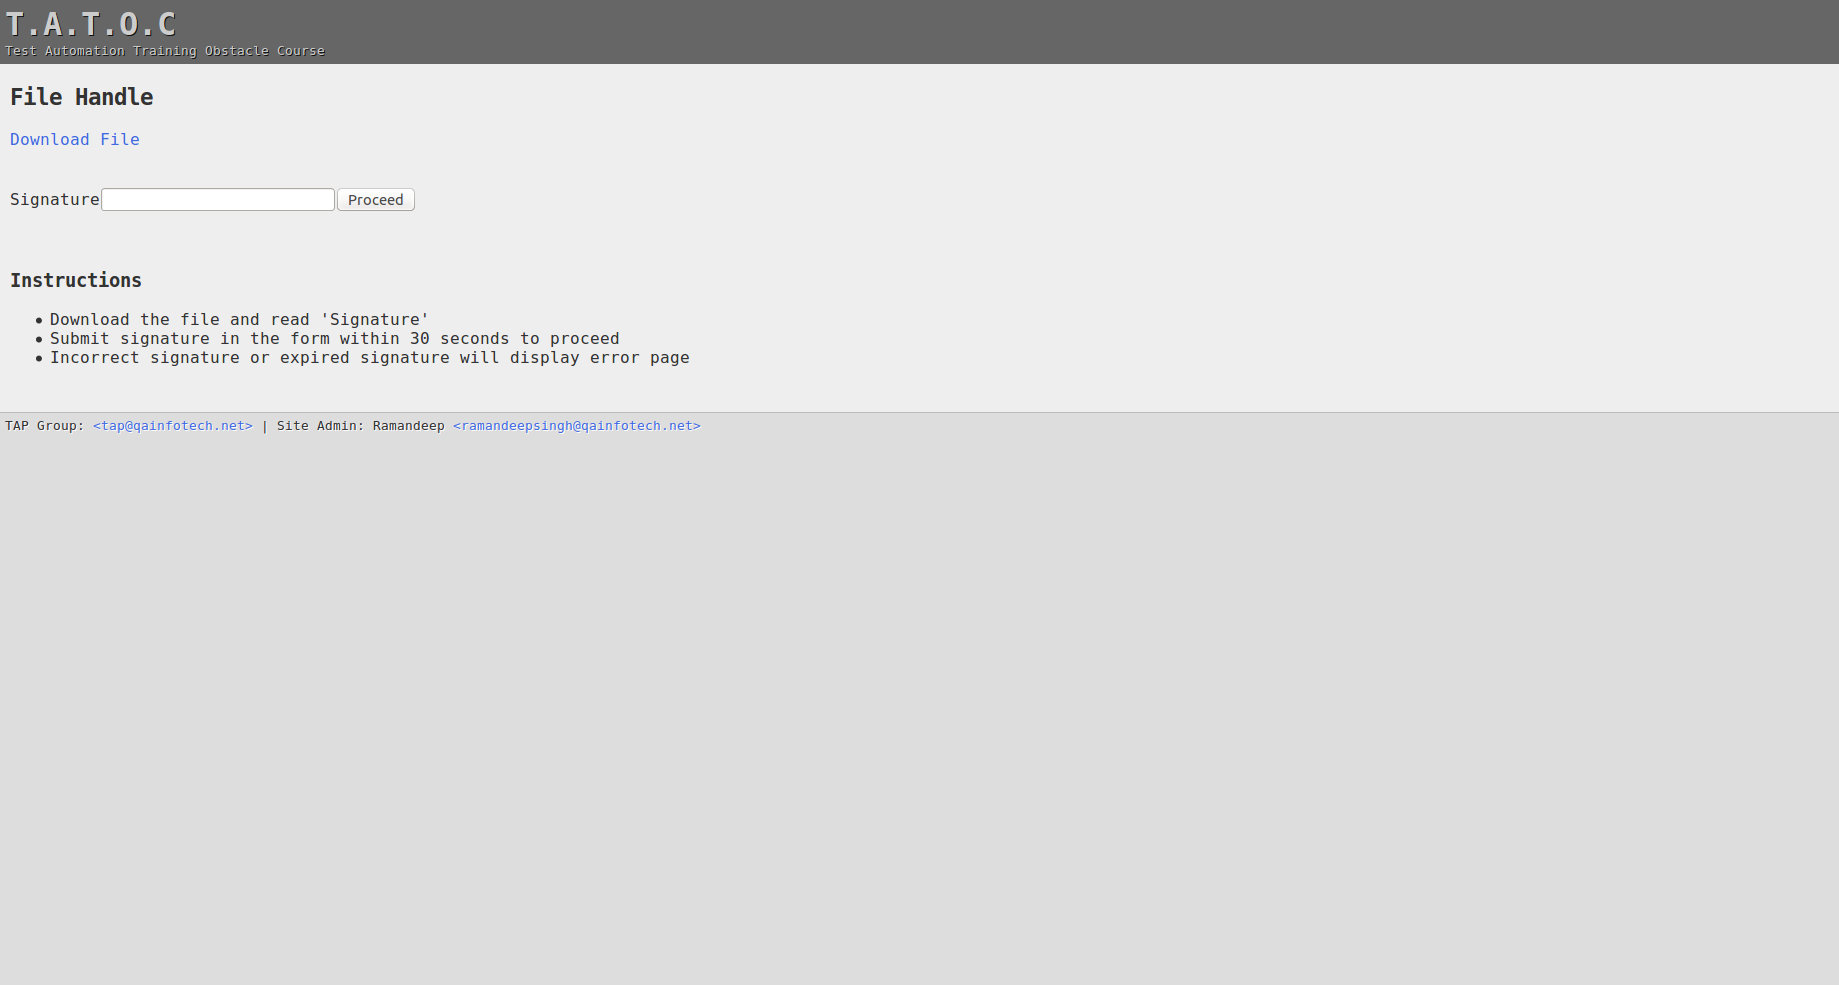 T.A.T.O.C
Test Automation Training Obstacle Course
File Handle
Download File
Signature Proceed
Instructions
Download the file and read 'Signature'
Submit signature in the form within 30 seconds to proceed
Incorrect signature or expired signature will display error page
TAP Group: <tap@qainfotech.net> | Site Admin: Ramandeep <ramandeepsingh@qainfotech.net>